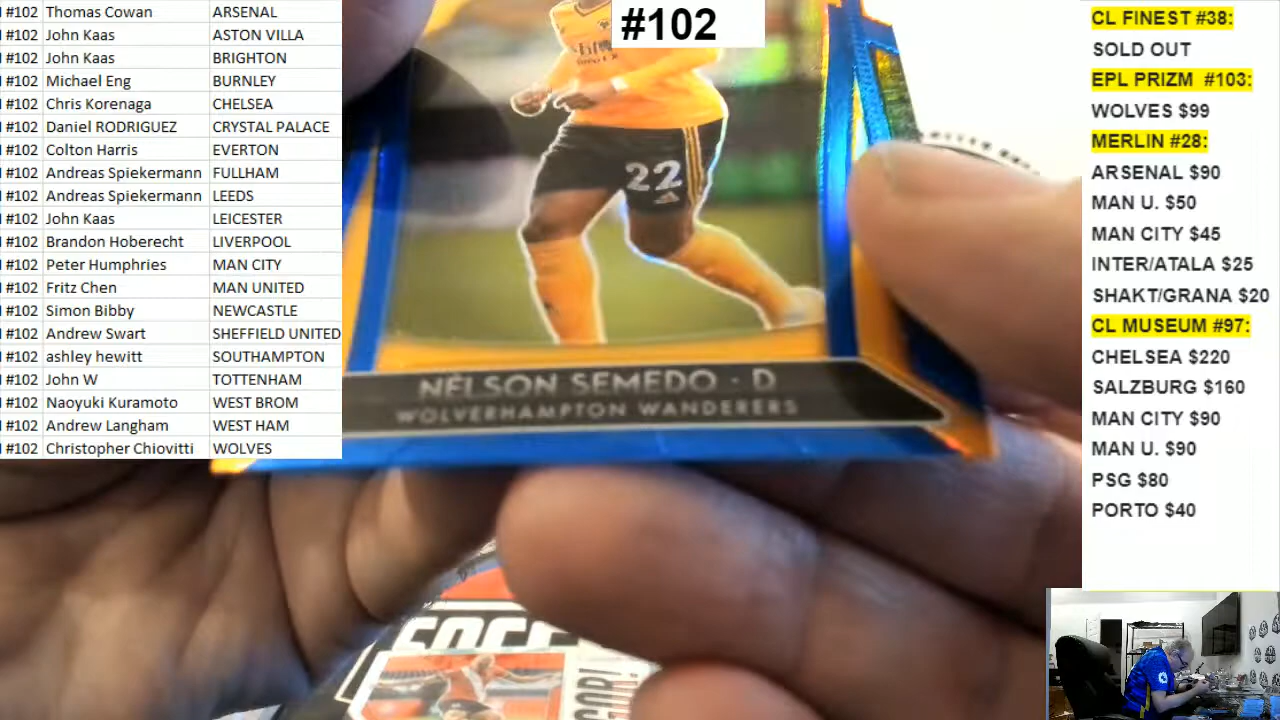 #102 Thomas Cowan ARSENAL
#102 John Kaas ASTON VILLA
#102 John Kaas BRIGHTON
#102 Michael Eng BURNLEY
#102 Chris Korenaga CHELSEA
#102 Daniel RODRIGUEZ CRYSTAL PALACE
#102 Colton Harris EVERTON
#102 Andreas Spiekermann FULLHAM
#102 Andreas Spiekermann LEEDS
#102 John Kaas LEICESTER
#102 Brandon Hoberecht LIVERPOOL
#102 Peter Humphries MAN CITY
#102 Fritz Chen MAN UNITED
#102 Simon Bibby NEWCASTLE
#102 Andrew Swart SHEFFIELD UNITED
#102 ashley hewitt SOUTHAMPTON
#102 John W TOTTENHAM
#102 Naoyuki Kuramoto WEST BROM
#102 Andrew Langham WEST HAM
#102 Christopher Chiovitti WOLVES
#102
22
NÉLSON SEMEDO · D
WOLVERHAMPTON WANDERERS
CL FINEST #38:
SOLD OUT
EPL PRIZM #103:
WOLVES $99
MERLIN #28:
ARSENAL $90
MAN U. $50
MAN CITY $45
INTER/ATALA $25
SHAKT/GRANA $20
CL MUSEUM #97:
CHELSEA $220
SALZBURG $160
MAN CITY $90
MAN U. $90
PSG $80
PORTO $40